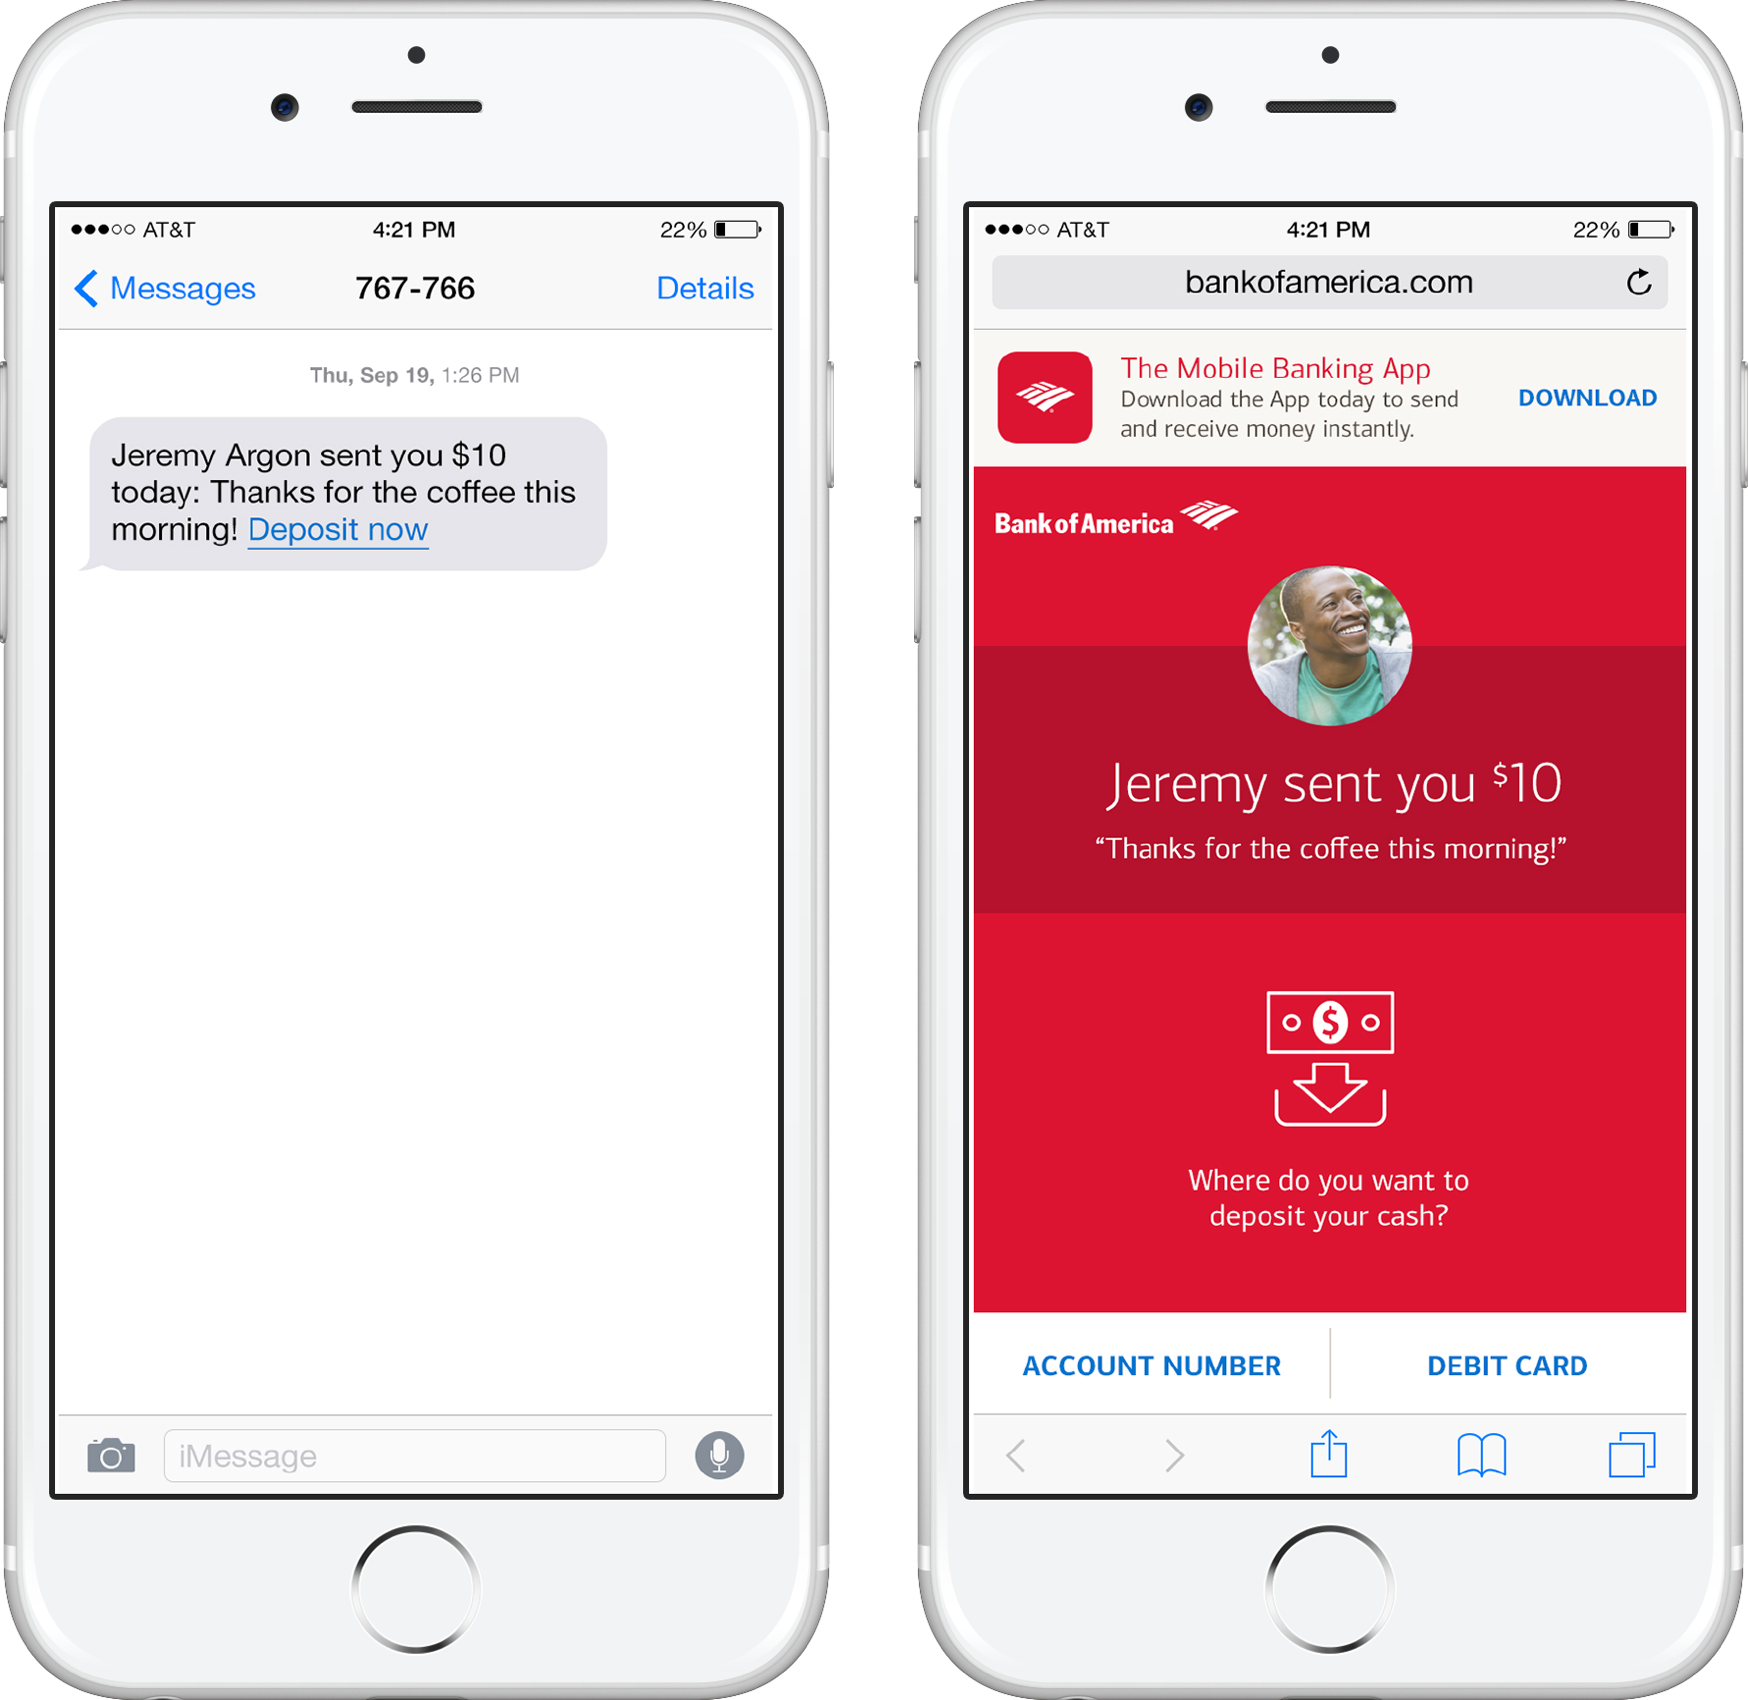 AT&T 4:21 PM 22%
Messages 767-766 Details
Thu, Sep 19, 1:26 PM
Jeremy Argon sent you $10
today: Thanks for the coffee this
morning! Deposit now
iMessage
AT&T 4:21 PM 22%
bankofamerica.com
The Mobile Banking App
Download the App today to send
and receive money instantly.
DOWNLOAD
Bank of America
Jeremy sent you $10
“Thanks for the coffee this morning!”
$
Where do you want to
deposit your cash?
ACCOUNT NUMBER DEBIT CARD